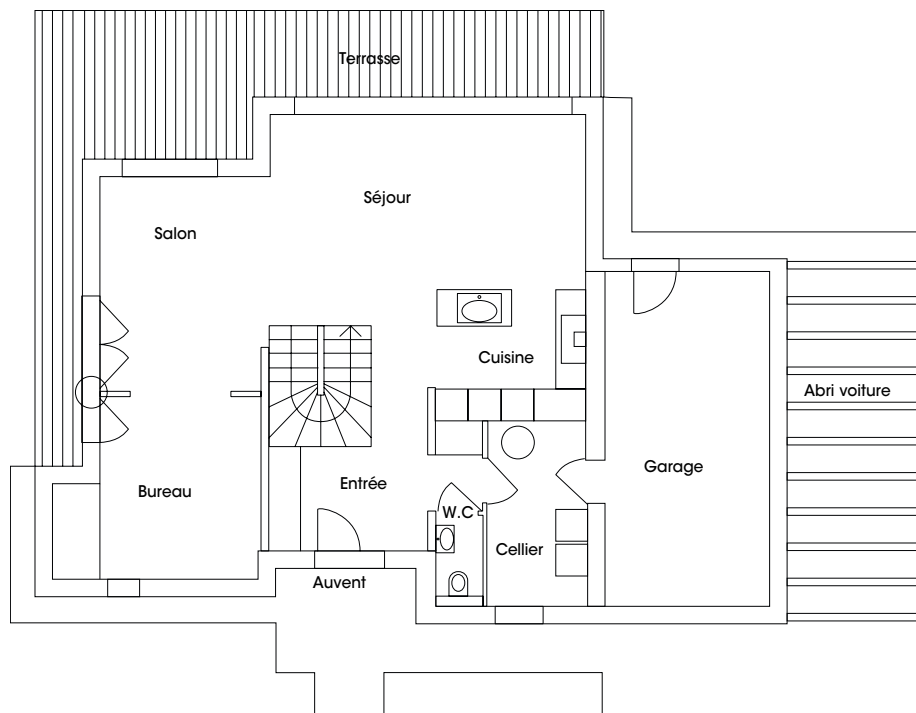 Terrasse
Séjour
Salon
Cuisine
Abri voiture
Garage
Entrée
Bureau
W.C
Cellier
Auvent